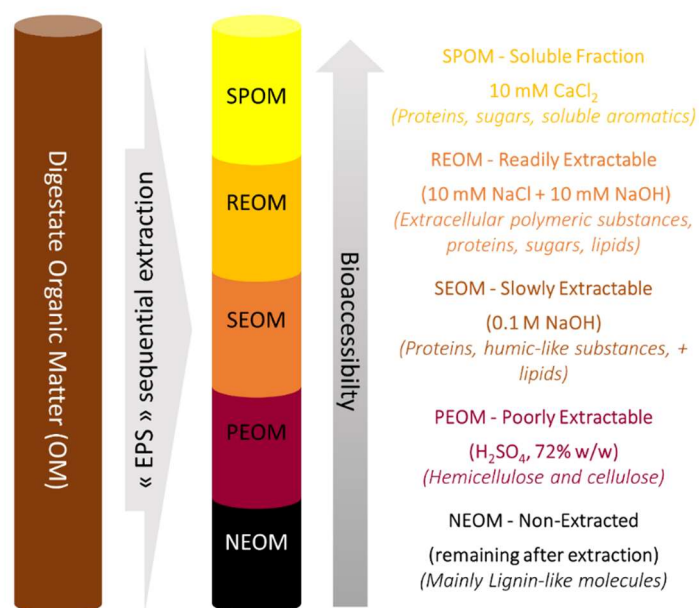 Digestate Organic Matter (OM)
« EPS » sequential extraction
SPOM
REOM
SEOM
PEOM
NEOM
Bioaccessibilty
SPOM - Soluble Fraction
10 mM CaCl₂
(Proteins, sugars, soluble aromatics)
REOM - Readily Extractable
(10 mM NaCl + 10 mM NaOH)
(Extracellular polymeric substances,
proteins, sugars, lipids)
SEOM - Slowly Extractable
(0.1 M NaOH)
(Proteins, humic-like substances, +
lipids)
PEOM - Poorly Extractable
(H₂SO₄, 72% w/w)
(Hemicellulose and cellulose)
NEOM - Non-Extracted
(remaining after extraction)
(Mainly Lignin-like molecules)